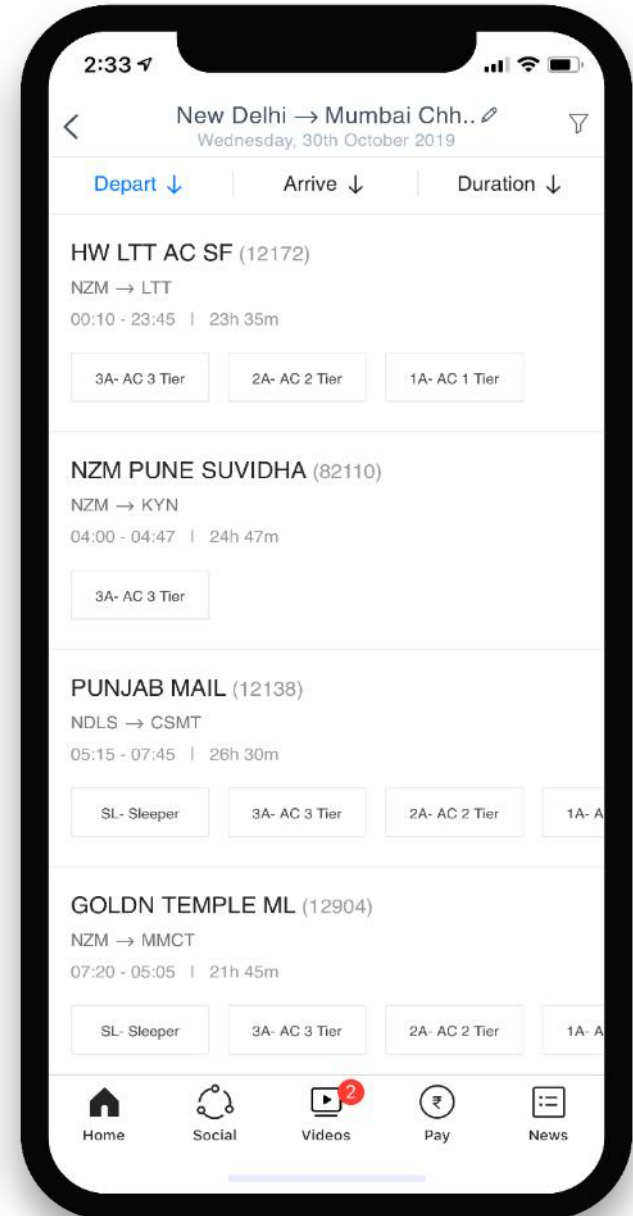 2:33
New Delhi → Mumbai Chh..
Wednesday, 30th October 2019
Depart ↓ Arrive ↓ Duration ↓
HW LTT AC SF (12172)
NZM → LTT
00:10 - 23:45 | 23h 35m
3A- AC 3 Tier 2A- AC 2 Tier 1A- AC 1 Tier
NZM PUNE SUVIDHA (82110)
NZM → KYN
04:00 - 04:47 | 24h 47m
3A- AC 3 Tier
PUNJAB MAIL (12138)
NDLS → CSMT
05:15 - 07:45 | 26h 30m
SL- Sleeper 3A- AC 3 Tier 2A- AC 2 Tier 1A- A
GOLDN TEMPLE ML (12904)
NZM → MMCT
07:20 - 05:05 | 21h 45m
SL- Sleeper 3A- AC 3 Tier 2A- AC 2 Tier 1A- A
2
₹
Home Social Videos Pay News